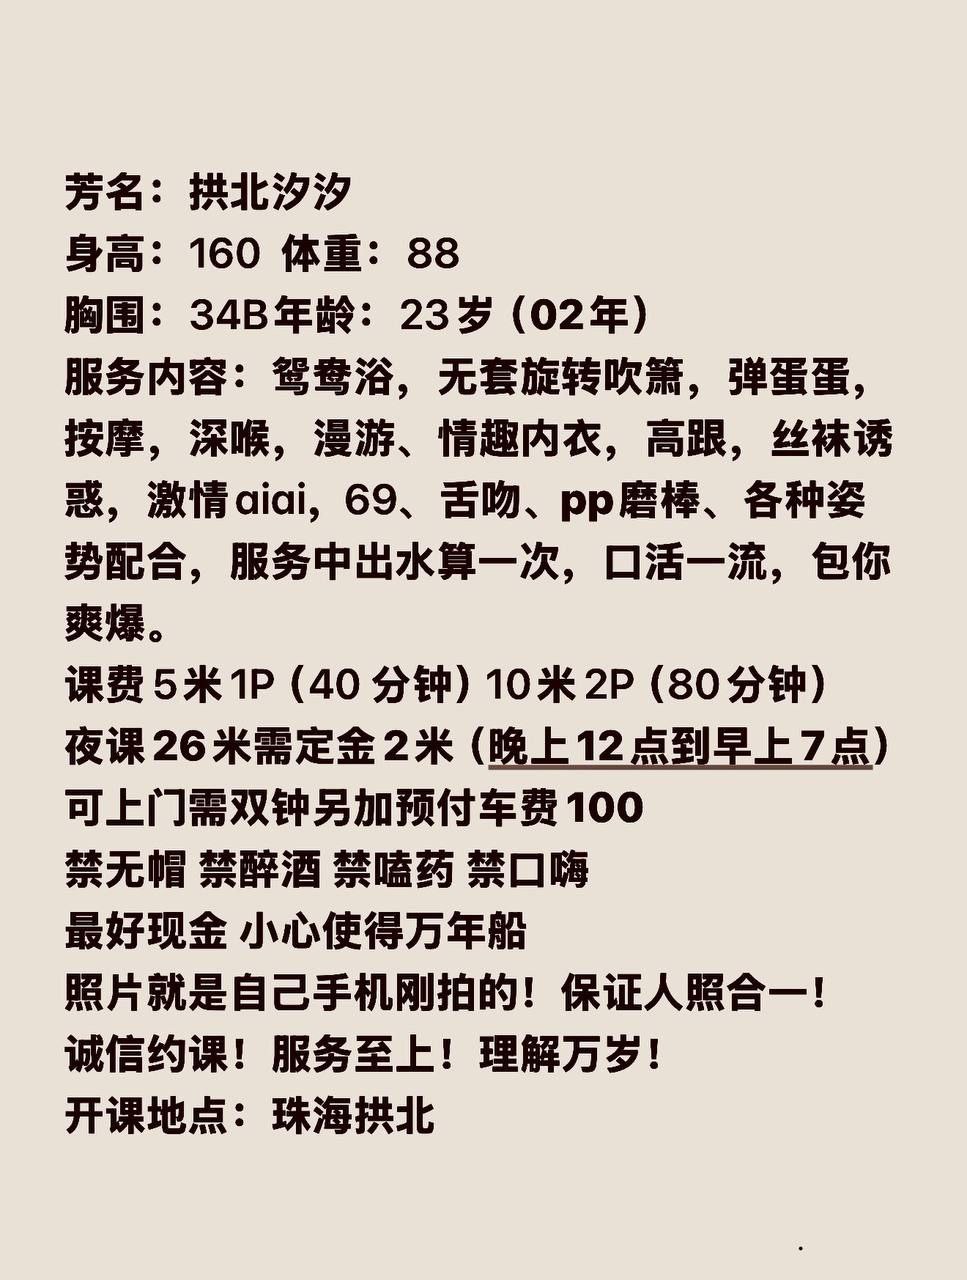 芳名：拱北汐汐
身高：160 体重：88
胸围：34B年龄：23岁（02年）
服务内容：鸳鸯浴，无套旋转吹箫，弹蛋蛋，
按摩，深喉，漫游、情趣内衣，高跟，丝袜诱
惑，激情aiai，69、舌吻、pp磨棒、各种姿
势配合，服务中出水算一次，口活一流，包你
爽爆。
课费5米1P（40 分钟）10米2P（80分钟）
夜课26米需定金2米（晚上12点到早上7点）
可上门需双钟另加预付车费100
禁无帽 禁醉酒 禁嗑药 禁口嗨
最好现金 小心使得万年船
照片就是自己手机刚拍的！保证人照合一！
诚信约课！服务至上！理解万岁！
开课地点：珠海拱北